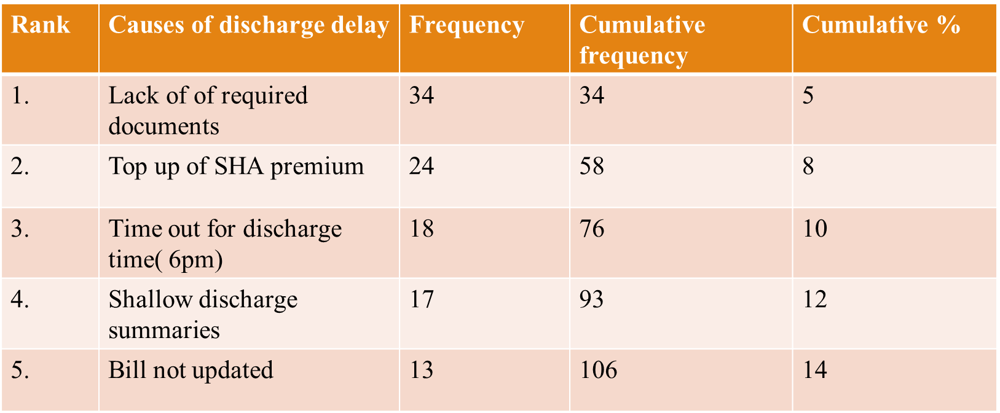 Rank Causes of discharge delay Frequency Cumulative frequency Cumulative %
1. Lack of of required documents 34 34 5
2. Top up of SHA premium 24 58 8
3. Time out for discharge time( 6pm) 18 76 10
4. Shallow discharge summaries 17 93 12
5. Bill not updated 13 106 14